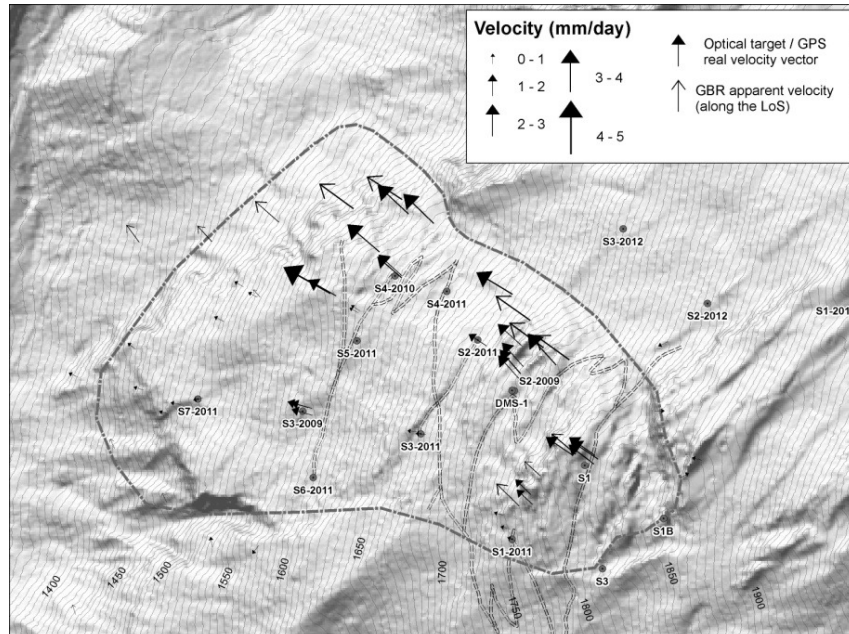 Velocity (mm/day)
0 - 1
1 - 2
2 - 3
3 - 4
4 - 5
Optical target / GPS
real velocity vector
GBR apparent velocity
(along the LoS)
S3-2012
S4-2010
S4-2011
S2-2012
S1-201
S5-2011
S2-2011
S2-2009
S7-2011
DMS-1
S3-2009
S3-2011
S1
S6-2011
S1B
S1-2011
S3
1400
1450
1500
1550
1600
1650
1700
1750
1800
1850
1900